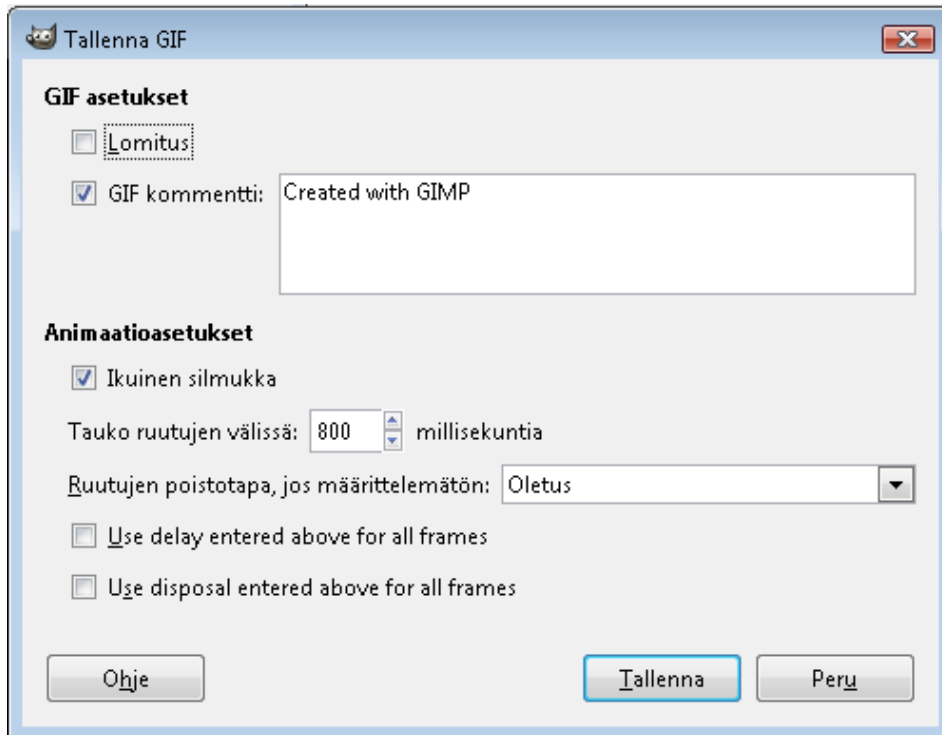 Tallenna GIF
GIF asetukset
Lomitus
GIF kommentti: Created with GIMP
Animaatioasetukset
Ikuinen silmukka
Tauko ruutujen välissä: 800 millisekuntia
Ruutujen poistotapa, jos määrittelemätön: Oletus
Use delay entered above for all frames
Use disposal entered above for all frames
Ohje Tallenna Peru